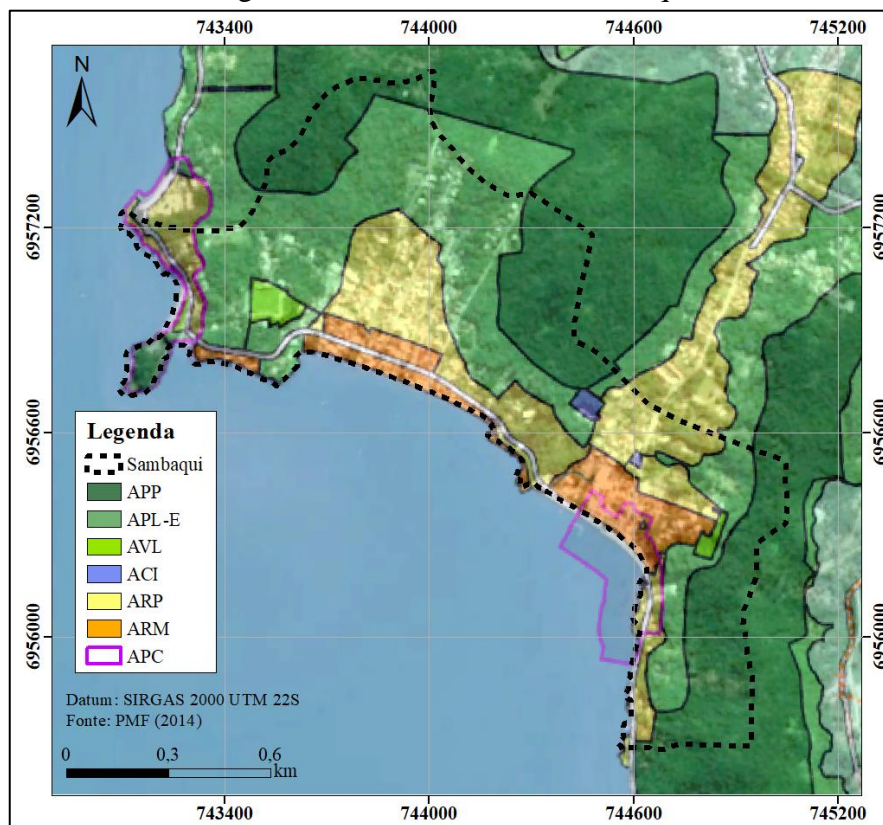 743400 744000 744600 745200
N
6957200 6957200
6956600 6956600
Legenda
Sambaqui
APP
APL-E
AVL
ACI
ARP
ARM
APC
6956000 6956000
Datum: SIRGAS 2000 UTM 22S
Fonte: PMF (2014)
0 0,3 0,6
km
743400 744000 744600 745200